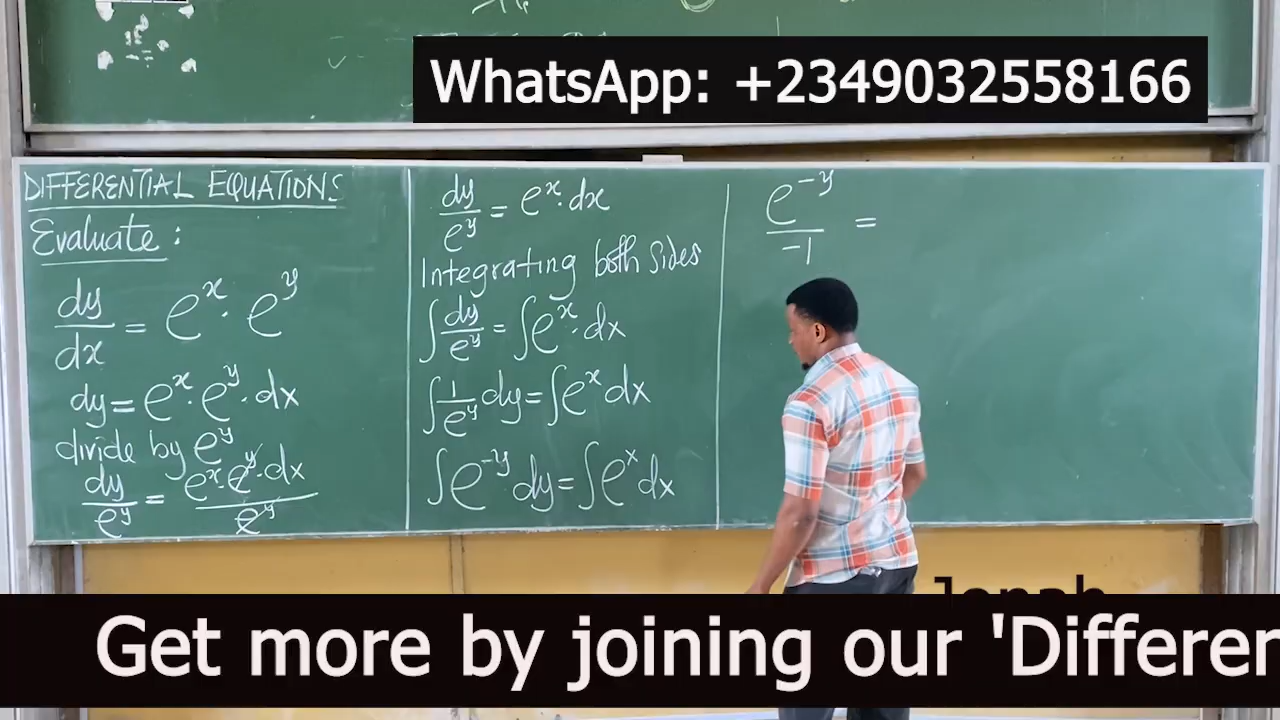 WhatsApp: +2349032558166
DIFFERENTIAL EQUATIONS
Evaluate:
dy/dx = e^x · e^y
dy = e^x · e^y · dx
divide by e^y
dy/e^y = e^x · e^y · dx/e^y
dy/e^y = e^x · dx
Integrating both sides
∫ dy/e^y = ∫ e^x · dx
∫ 1/e^y dy = ∫ e^x dx
∫ e^-y dy = ∫ e^x dx
e^-y/-1 =
Jonah
Get more by joining our 'Differen